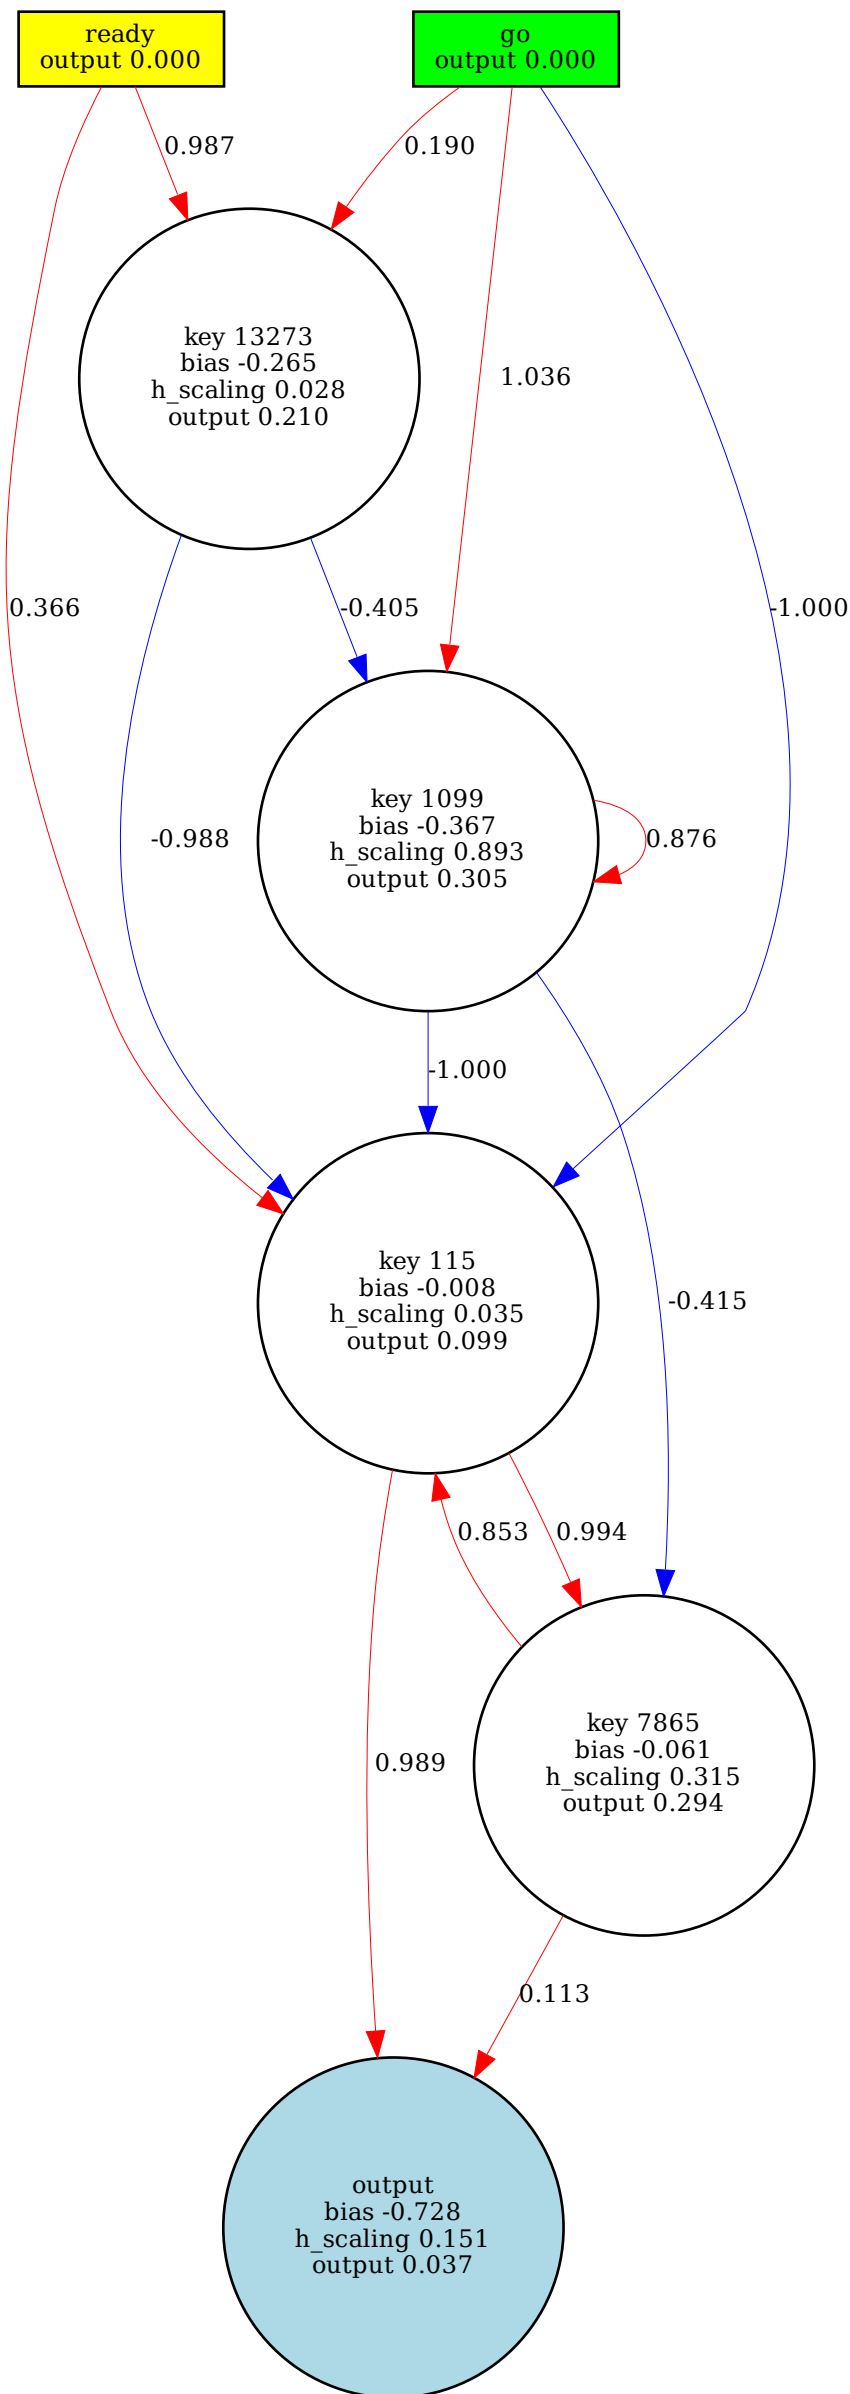 ready
output 0.000
go
output 0.000
0.987
0.190
key 13273
bias -0.265
h_scaling 0.028
output 0.210
1.036
0.366
-0.405
-1.000
key 1099
bias -0.367
h_scaling 0.893
output 0.305
-0.988
0.876
-1.000
key 115
bias -0.008
h_scaling 0.035
output 0.099
-0.415
0.853
0.994
key 7865
bias -0.061
h_scaling 0.315
output 0.294
0.989
0.113
output
bias -0.728
h_scaling 0.151
output 0.037